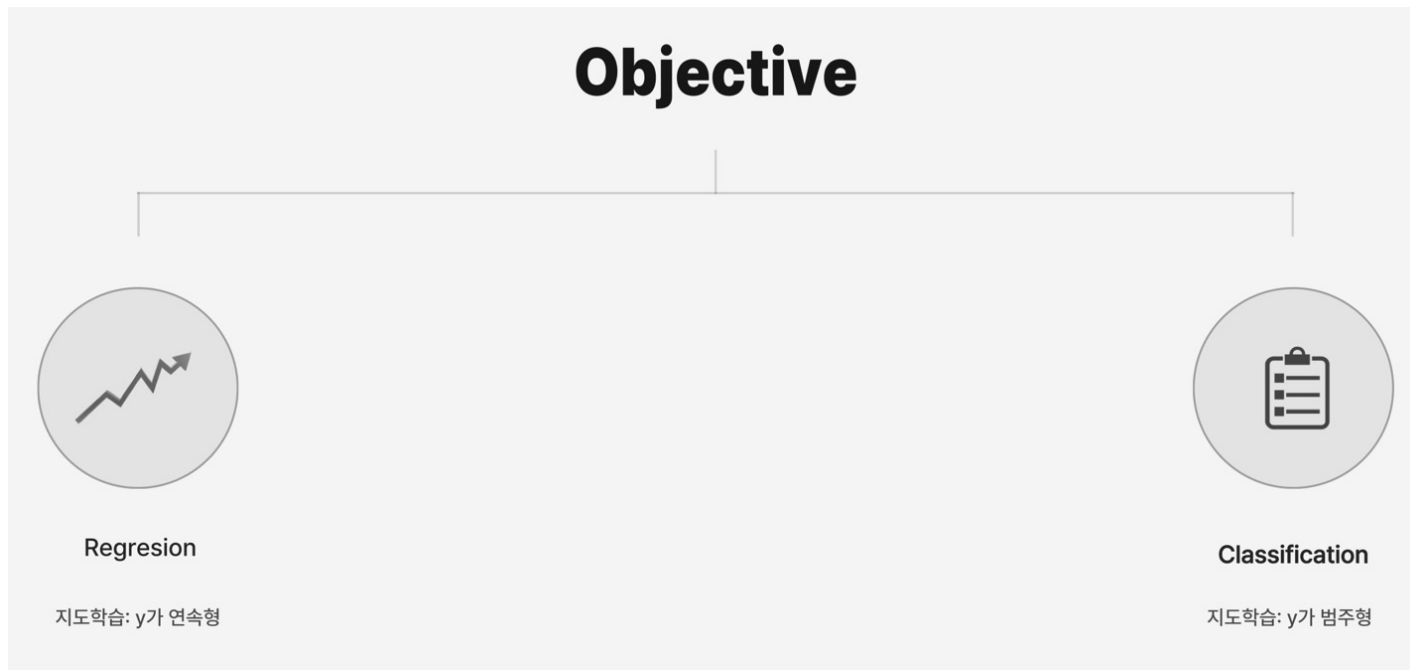 Objective
Regresion
Classification
지도학습: y가 연속형
지도학습: y가 범주형